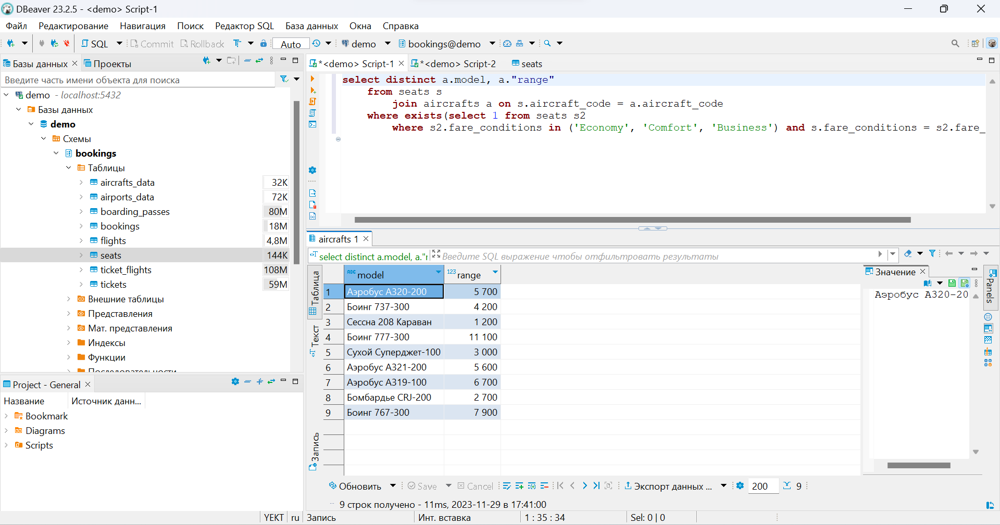 DBeaver 23.2.5 - <demo> Script-1
Файл Редактирование Навигация Поиск Редактор SQL База данных Окна Справка
SQL Commit Rollback Auto demo bookings@demo
Базы данных Проекты
Введите часть имени объекта для поиска
demo - localhost:5432
Базы данных
demo
Схемы
bookings
Таблицы
aircrafts_data 32K
airports_data 72K
boarding_passes 80M
bookings 18M
flights 4,8M
seats 144K
ticket_flights 108M
tickets 59M
Внешние таблицы
Представления
Мат. представления
Индексы
Функции
Последовательности
Project - General
Название Источник данн...
Bookmark
Diagrams
Scripts
*<demo> Script-1 *<demo> Script-2 seats
select distinct a.model, a."range"
from seats s
join aircrafts a on s.aircraft_code = a.aircraft_code
where exists(select 1 from seats s2
where s2.fare_conditions in ('Economy', 'Comfort', 'Business') and s.fare_conditions = s2.fare_
aircrafts 1
select distinct a.model, a."r Введите SQL выражение чтобы отфильтровать результаты
Таблица
Текст
Запись
ABC model 123 range
1 Аэробус A320-200 5 700
2 Боинг 737-300 4 200
3 Сессна 208 Караван 1 200
4 Боинг 777-300 11 100
5 Сухой Суперджет-100 3 000
6 Аэробус A321-200 5 600
7 Аэробус A319-100 6 700
8 Бомбардье CRJ-200 2 700
9 Боинг 767-300 7 900
Значение
Аэробус A320-20
Panels
Обновить Save Cancel Экспорт данных ... 200 9
9 строк получено - 11ms, 2023-11-29 в 17:41:00
YEKT ru Запись Инт. вставка 1 : 35 : 34 Sel: 0 | 0